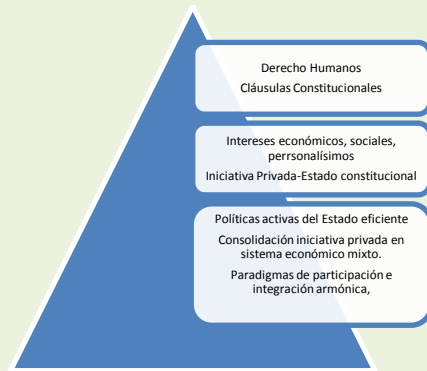 Derecho Humanos
Cláusulas Constitucionales
Intereses económicos, sociales,
perrsonalísimos
Iniciativa Privada-Estado constitucional
Políticas activas del Estado eficiente
Consolidación iniciativa privada en
sistema económico mixto.
Paradigmas de participación e
integración armónica,